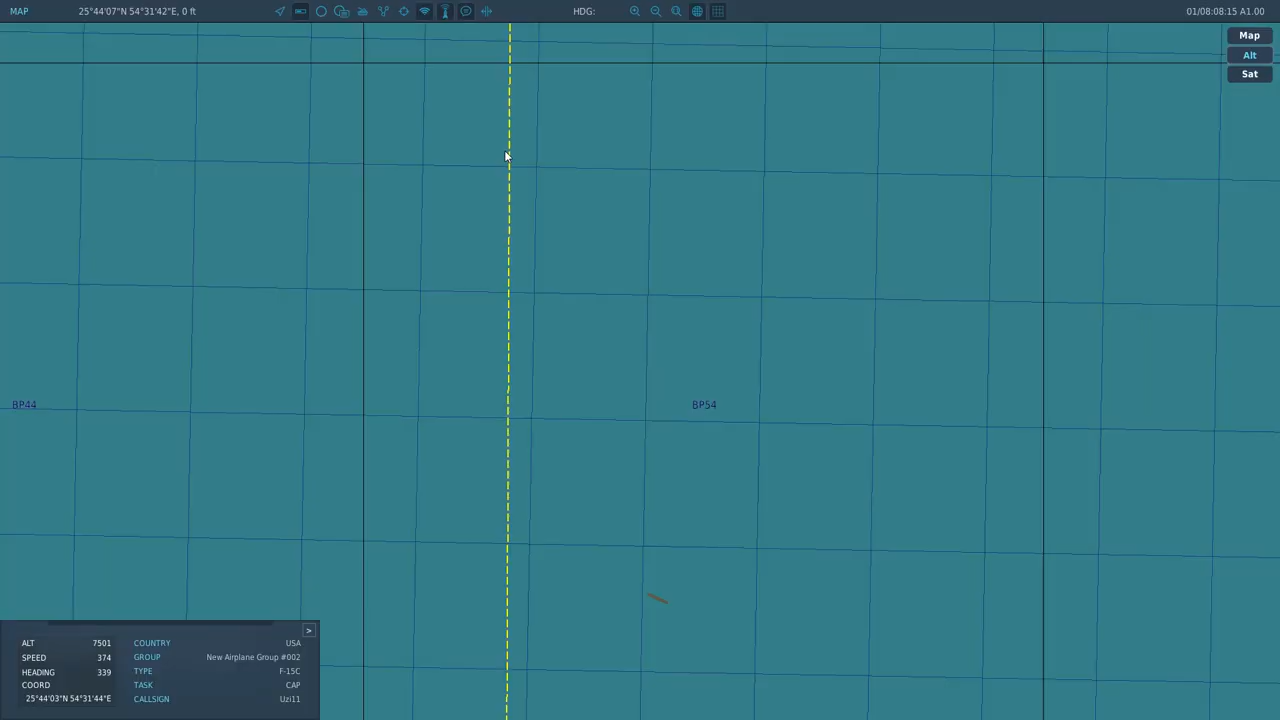 MAP 25°44'07"N 54°31'42"E, 0 ft HDG: 01/08:08:15 A1.00
Map
Alt
Sat
BP44 BP54
>
ALT 7501 COUNTRY USA
SPEED 374 GROUP New Airplane Group #002
HEADING 339 TYPE F-15C
COORD TASK CAP
25°44'03"N 54°31'44"E CALLSIGN Uzi11